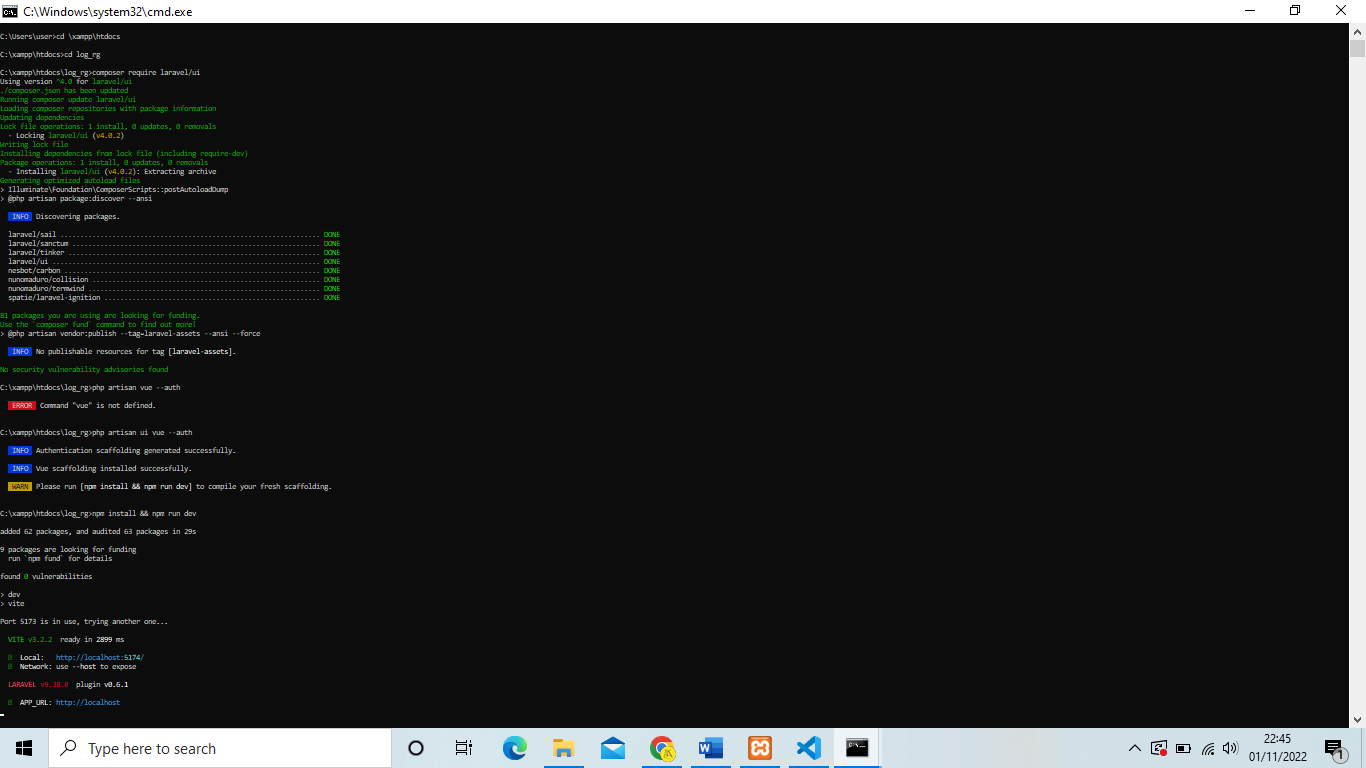 C:\Windows\system32\cmd.exe
C:\Users\user>cd \xampp\htdocs
C:\xampp\htdocs>cd log_rg
C:\xampp\htdocs\log_rg>composer require laravel/ui
Using version ^4.0 for laravel/ui
./composer.json has been updated
Running composer update laravel/ui
Loading composer repositories with package information
Updating dependencies
Lock file operations: 1 install, 0 updates, 0 removals
- Locking laravel/ui (v4.0.2)
Writing lock file
Installing dependencies from lock file (including require-dev)
Package operations: 1 install, 0 updates, 0 removals
- Installing laravel/ui (v4.0.2): Extracting archive
Generating optimized autoload files
> Illuminate\Foundation\ComposerScripts::postAutoloadDump
> @php artisan package:discover --ansi
INFO Discovering packages.
laravel/sail ................................................................. DONE
laravel/sanctum .............................................................. DONE
laravel/tinker ............................................................... DONE
laravel/ui ................................................................... DONE
nesbot/carbon ................................................................ DONE
nunomaduro/collision ......................................................... DONE
nunomaduro/termwind .......................................................... DONE
spatie/laravel-ignition ...................................................... DONE
81 packages you are using are looking for funding.
Use the `composer fund` command to find out more!
> @php artisan vendor:publish --tag=laravel-assets --ansi --force
INFO No publishable resources for tag [laravel-assets].
No security vulnerability advisories found
C:\xampp\htdocs\log_rg>php artisan vue --auth
ERROR Command "vue" is not defined.
C:\xampp\htdocs\log_rg>php artisan ui vue --auth
INFO Authentication scaffolding generated successfully.
INFO Vue scaffolding installed successfully.
WARN Please run [npm install && npm run dev] to compile your fresh scaffolding.
C:\xampp\htdocs\log_rg>npm install && npm run dev
added 62 packages, and audited 63 packages in 29s
9 packages are looking for funding
run `npm fund` for details
found 0 vulnerabilities
> dev
> vite
Port 5173 is in use, trying another one...
VITE v3.2.2 ready in 2899 ms
Local: http://localhost:5174/
Network: use --host to expose
LARAVEL v9.38.0 plugin v0.6.1
APP_URL: http://localhost
Type here to search
22:45
01/11/2022
1